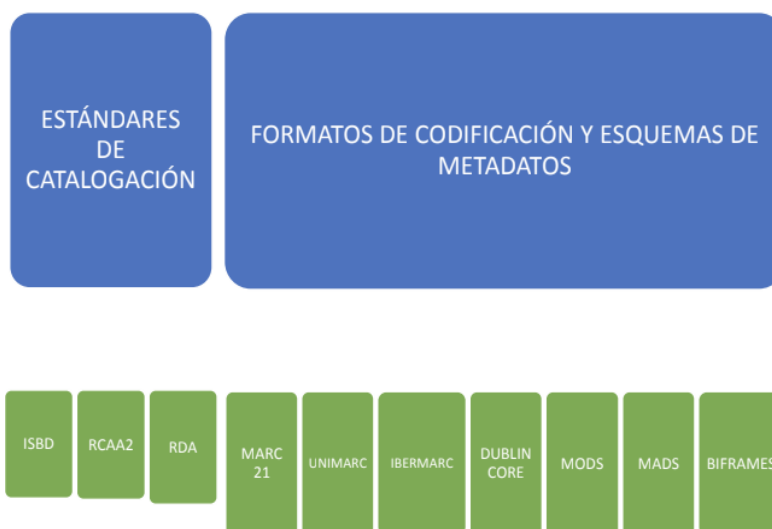 ESTÁNDARES
DE
CATALOGACIÓN
FORMATOS DE CODIFICACIÓN Y ESQUEMAS DE
METADATOS
ISBD
RCAA2
RDA
MARC
21
UNIMARC
IBERMARC
DUBLIN
CORE
MODS
MADS
BIFRAMES